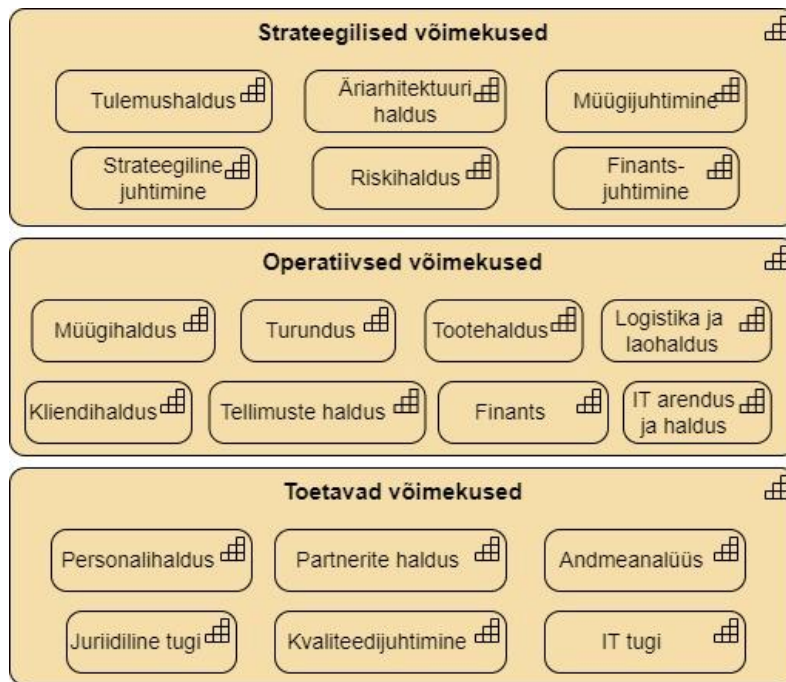 Strateegilised võimekused
Tulemushaldus
Äriarhitektuuri
haldus
Müügijuhtimine
Strateegiline
juhtimine
Riskihaldus
Finants-
juhtimine
Operatiivsed võimekused
Müügihaldus
Turundus
Tootehaldus
Logistika ja
laohaldus
Kliendihaldus
Tellimuste haldus
Finants
IT arendus
ja haldus
Toetavad võimekused
Personalihaldus
Partnerite haldus
Andmeanalüüs
Juriidiline tugi
Kvaliteedijuhtimine
IT tugi